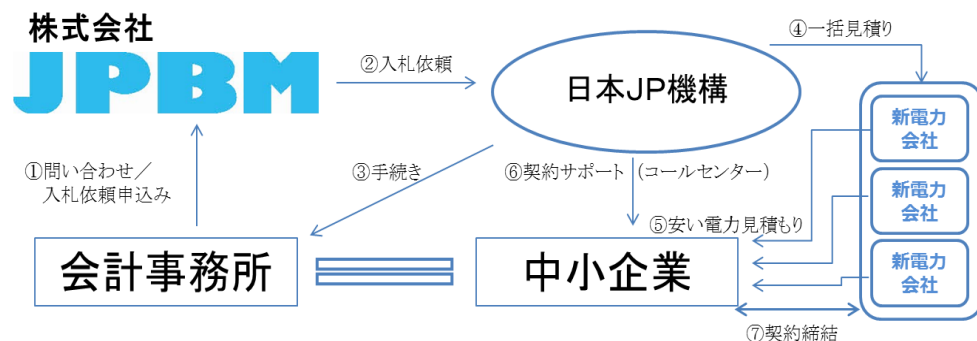 株式会社
JPBM
②入札依頼
日本JP機構
④一括見積り
新電力
会社
新電力
会社
新電力
会社
①問い合わせ／
入札依頼申込み
③手続き
⑥契約サポート（コールセンター）
⑤安い電力見積もり
会計事務所
中小企業
⑦契約締結